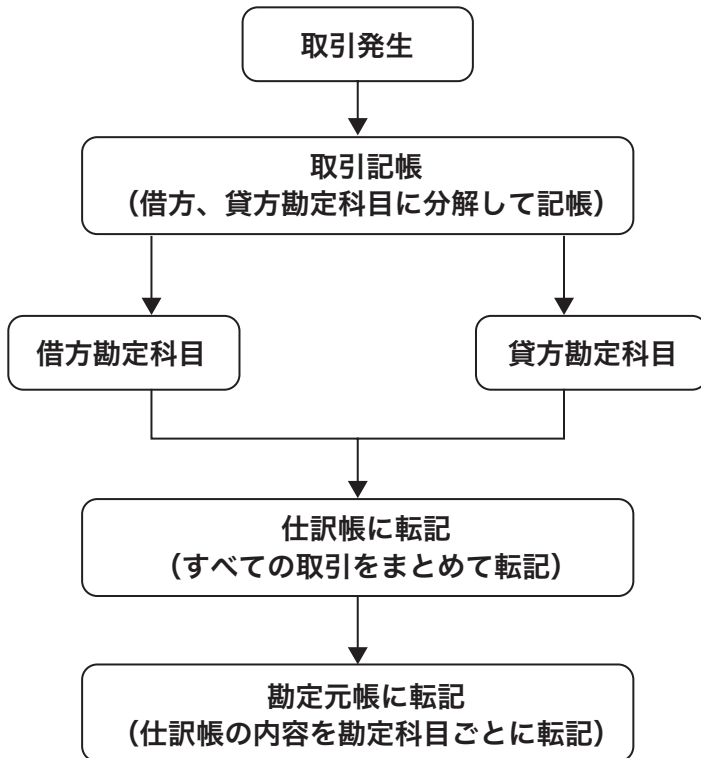 取引発生
取引記帳
（借方、貸方勘定科目に分解して記帳）
借方勘定科目
貸方勘定科目
仕訳帳に転記
（すべての取引をまとめて転記）
勘定元帳に転記
（仕訳帳の内容を勘定科目ごとに転記）